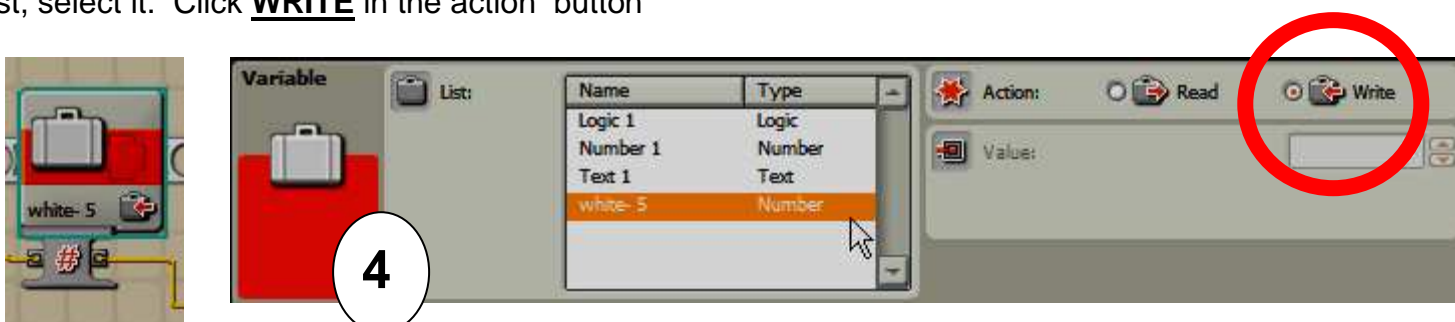 st, select it. Click WRITE in the action button
white- 5
#
Variable
List:
Name Type
Logic 1 Logic
Number 1 Number
Text 1 Text
white- 5 Number
Action: Read Write
Value:
4